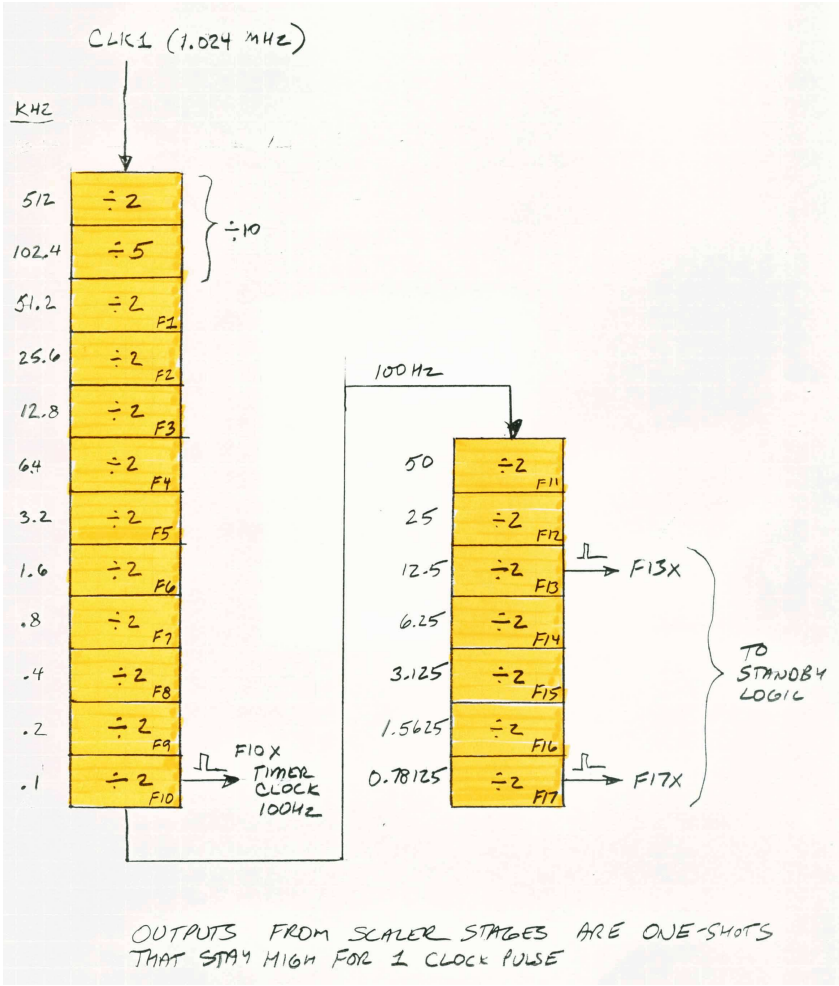 CLK1 (1.024 MHz)
KHZ
512 ÷2
÷10
102.4 ÷5
51.2 ÷2 F1
25.6 ÷2 F2
12.8 ÷2 F3
6.4 ÷2 F4
3.2 ÷2 F5
1.6 ÷2 F6
.8 ÷2 F7
.4 ÷2 F8
.2 ÷2 F9
.1 ÷2 F10
F10X
TIMER
CLOCK
100Hz
100Hz
50 ÷2 F11
25 ÷2 F12
12.5 ÷2 F13
F13X
6.25 ÷2 F14
3.125 ÷2 F15
1.5625 ÷2 F16
0.78125 ÷2 F17
F17X
TO
STANDBY
LOGIC
OUTPUTS FROM SCALER STAGES ARE ONE-SHOTS
THAT STAY HIGH FOR 1 CLOCK PULSE